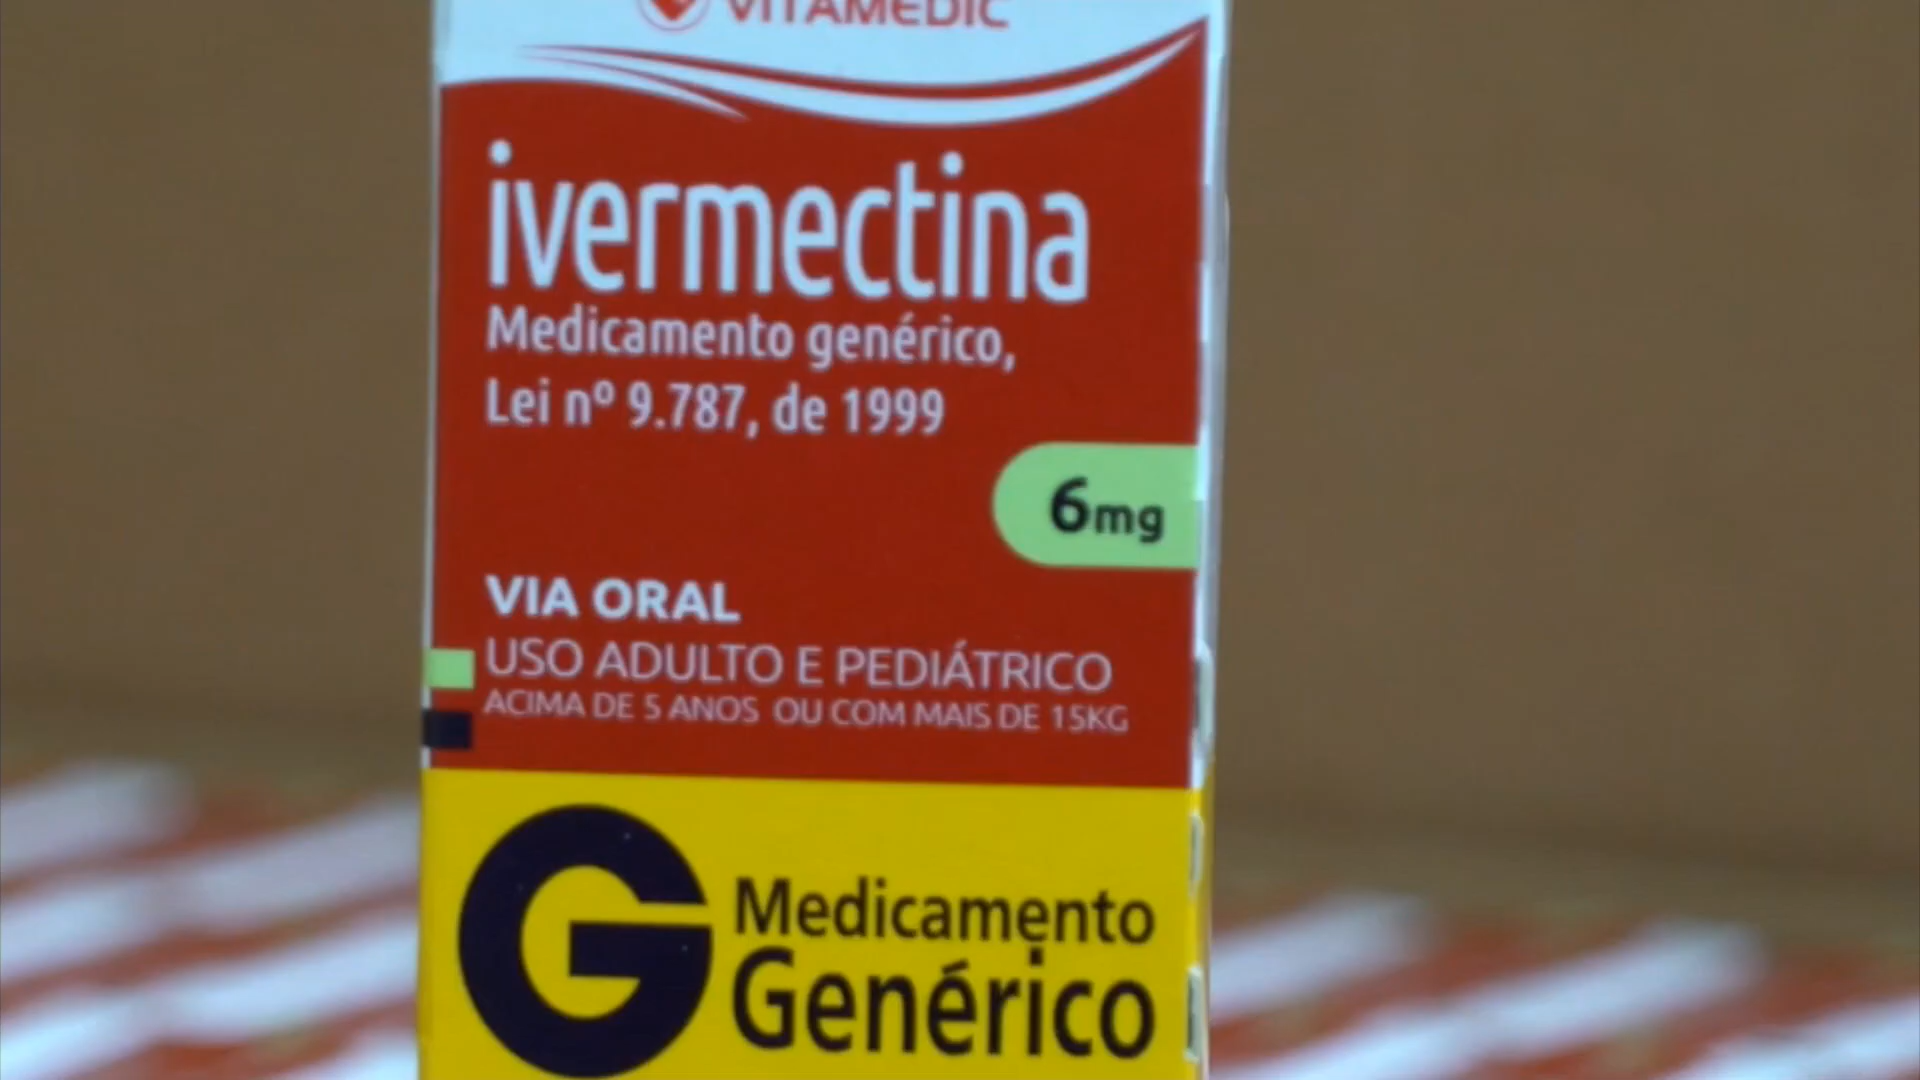 VITAMEDIC
ivermectina
Medicamento genérico,
Lei nº 9.787, de 1999
6mg
VIA ORAL
USO ADULTO E PEDIÁTRICO
ACIMA DE 5 ANOS OU COM MAIS DE 15KG
G
Medicamento
Genérico